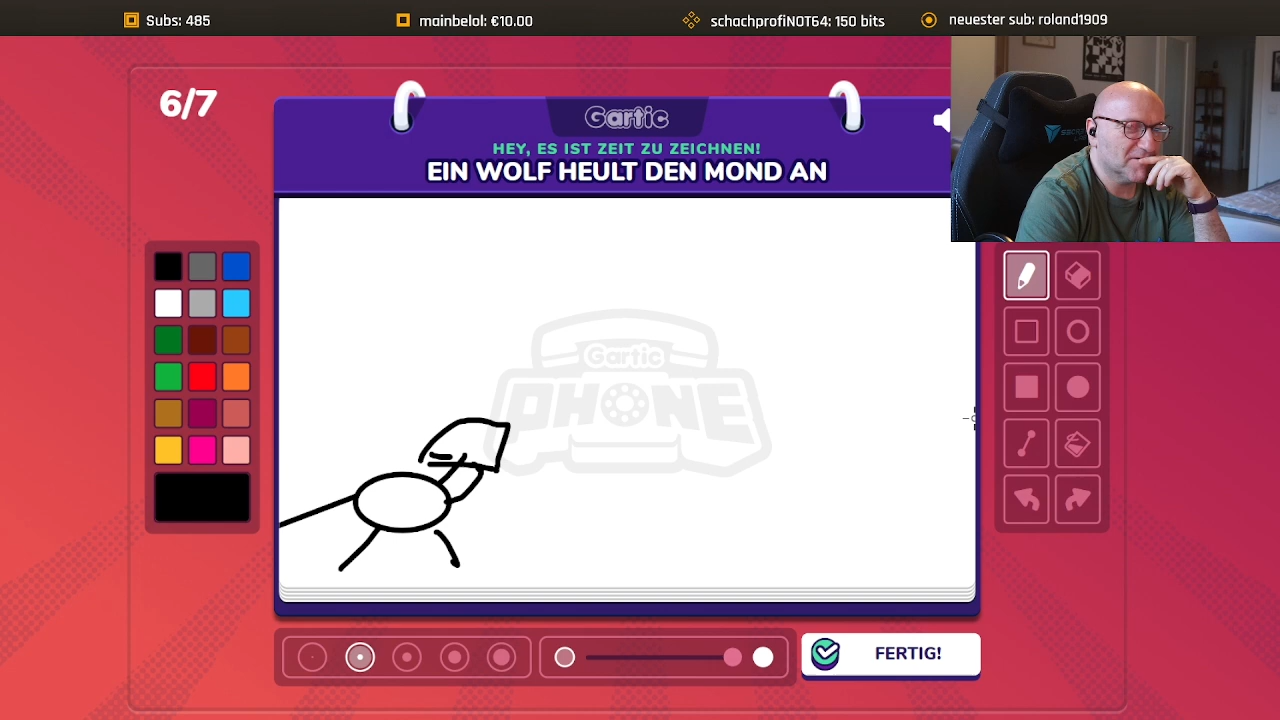 Subs: 485
mainbelol: €10.00
schachprofiNOT64: 150 bits
neuester sub: roland1909
6/7
Gartic
HEY, ES IST ZEIT ZU ZEICHNEN!
EIN WOLF HEULT DEN MOND AN
Gartic
PHONE
FERTIG!